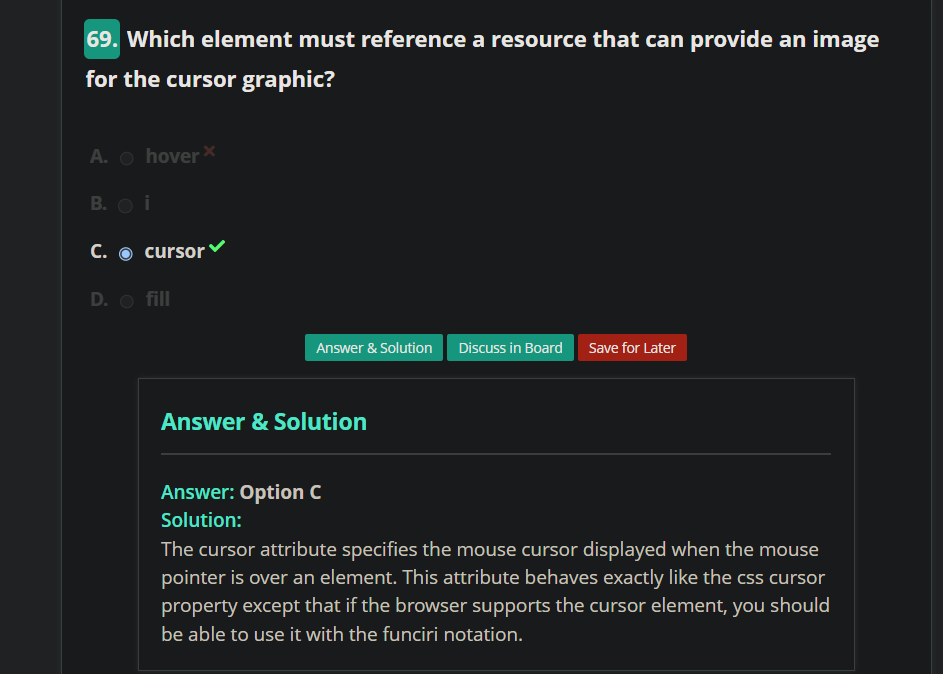 69. Which element must reference a resource that can provide an image
for the cursor graphic?
A. hover
B. i
C. cursor
D. fill
Answer & Solution Discuss in Board Save for Later
Answer & Solution
Answer: Option C
Solution:
The cursor attribute specifies the mouse cursor displayed when the mouse
pointer is over an element. This attribute behaves exactly like the css cursor
property except that if the browser supports the cursor element, you should
be able to use it with the funciri notation.